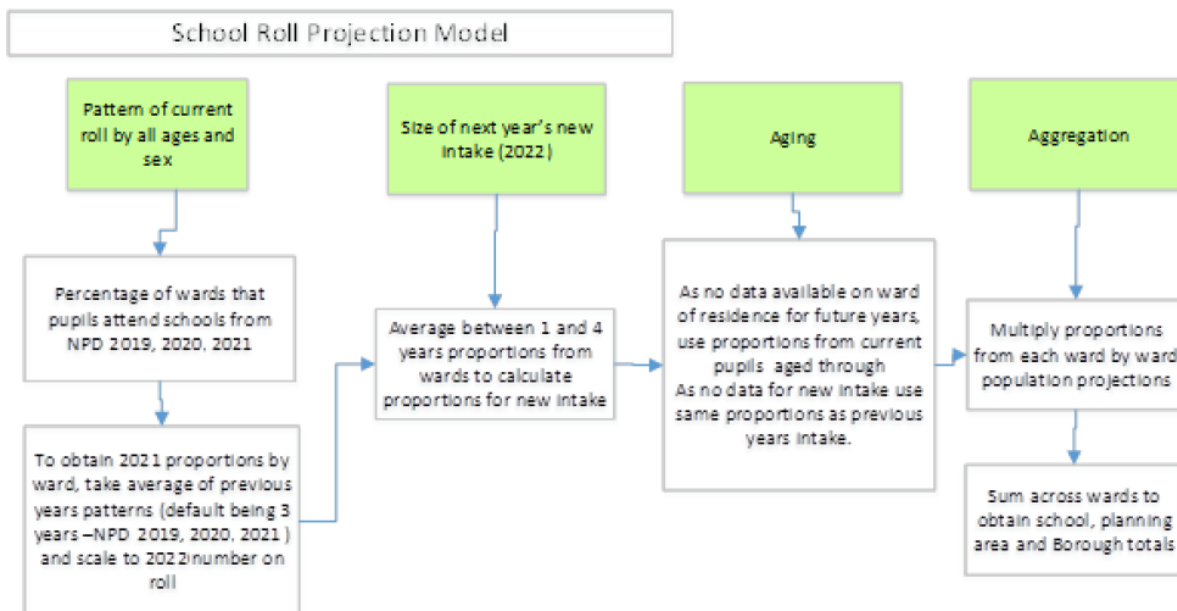 School Roll Projection Model
Pattern of current
roll by all ages and
sex
Percentage of wards that
pupils attend schools from
NPD 2019, 2020, 2021
To obtain 2021 proportions by
ward, take average of previous
years patterns (default being 3
years –NPD 2019, 2020, 2021)
and scale to 2022 number on
roll
Size of next year's new
intake (2022)
Average between 1 and 4
years proportions from
wards to calculate
proportions for new intake
Aging
As no data available on ward
of residence for future years,
use proportions from current
pupils aged through
As no data for new intake use
same proportions as previous
years intake.
Aggregation
Multiply proportions
from each ward by ward
population projections
Sum across wards to
obtain school, planning
area and Borough totals